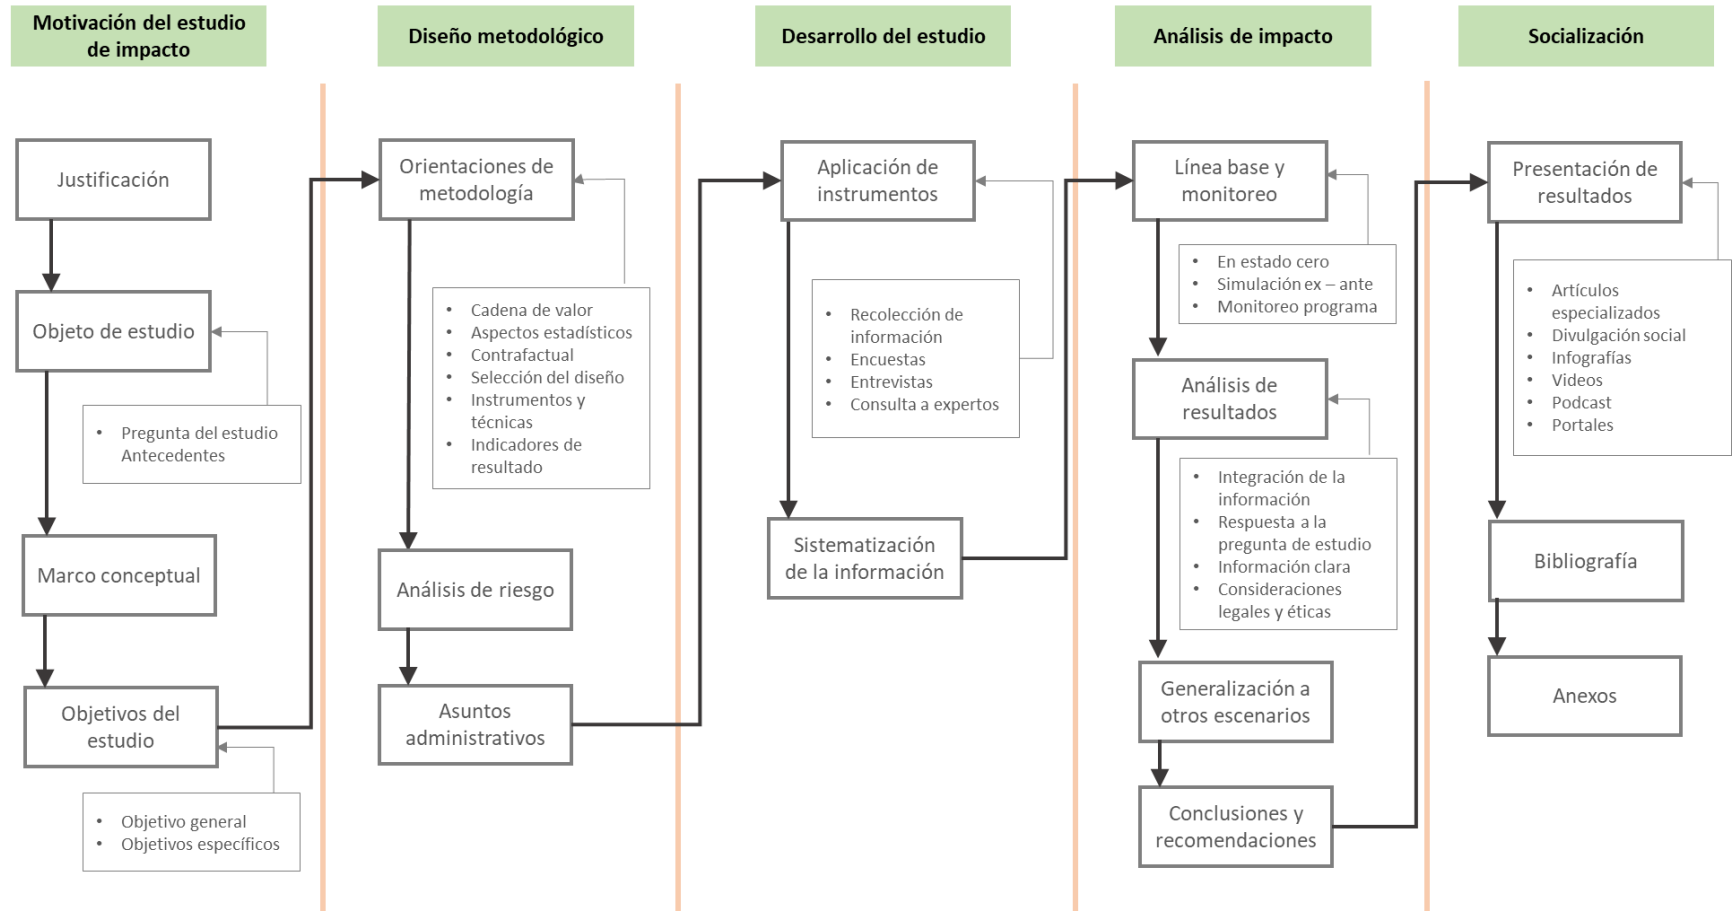 Motivación del estudio
de impacto
Justificación
Objeto de estudio
• Pregunta del estudio
Antecedentes
Marco conceptual
Objetivos del
estudio
• Objetivo general
• Objetivos específicos
Diseño metodológico
Orientaciones de
metodología
• Cadena de valor
• Aspectos estadísticos
• Contrafactual
• Selección del diseño
• Instrumentos y
técnicas
• Indicadores de
resultado
Análisis de riesgo
Asuntos
administrativos
Desarrollo del estudio
Aplicación de
instrumentos
• Recolección de
información
• Encuestas
• Entrevistas
• Consulta a expertos
Sistematización
de la información
Análisis de impacto
Línea base y
monitoreo
• En estado cero
• Simulación ex – ante
• Monitoreo programa
Análisis de
resultados
• Integración de la
información
• Respuesta a la
pregunta de estudio
• Información clara
• Consideraciones
legales y éticas
Generalización a
otros escenarios
Conclusiones y
recomendaciones
Socialización
Presentación de
resultados
• Artículos
especializados
• Divulgación social
• Infografías
• Videos
• Podcast
• Portales
Bibliografía
Anexos